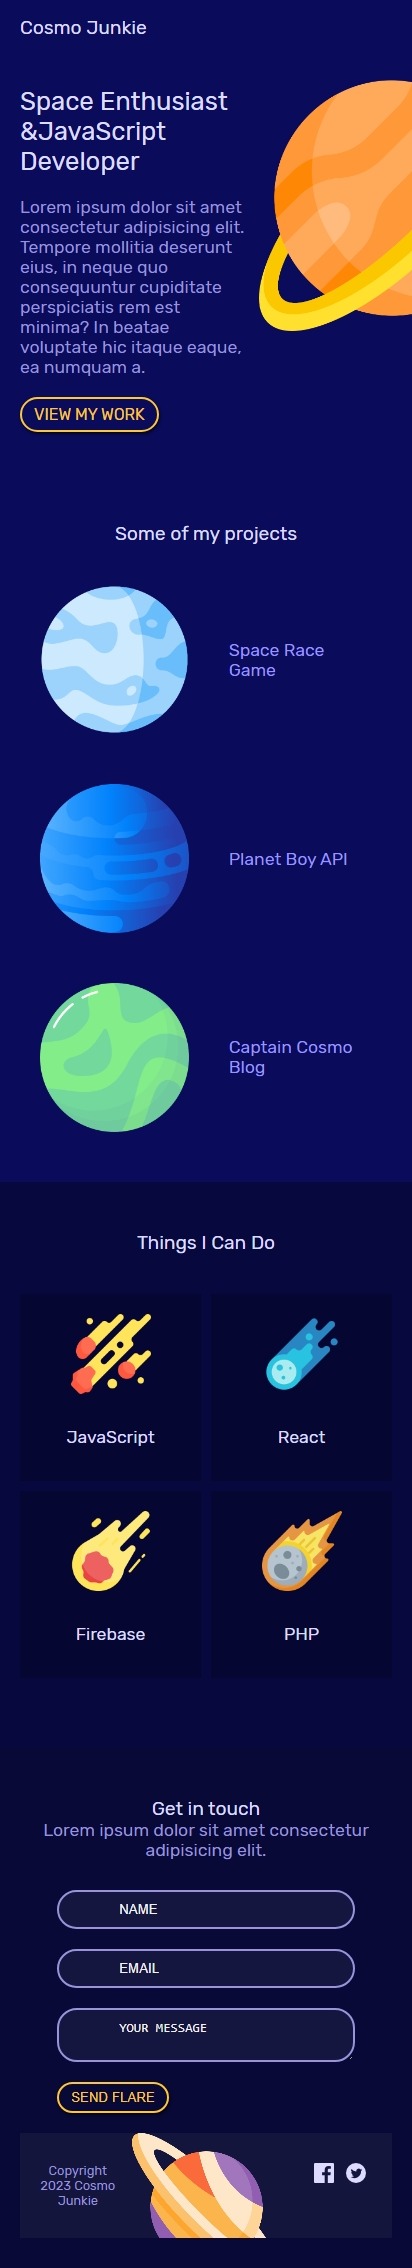 Cosmo Junkie
Space Enthusiast
&JavaScript
Developer
Lorem ipsum dolor sit amet
consectetur adipisicing elit.
Tempore mollitia deserunt
eius, in neque quo
consequuntur cupiditate
perspiciatis rem est
minima? In beatae
voluptate hic itaque eaque,
ea numquam a.
VIEW MY WORK
Some of my projects
Space Race
Game
Planet Boy API
Captain Cosmo
Blog
Things I Can Do
JavaScript
React
Firebase
PHP
Get in touch
Lorem ipsum dolor sit amet consectetur
adipisicing elit.
NAME
EMAIL
YOUR MESSAGE
SEND FLARE
Copyright
2023 Cosmo
Junkie